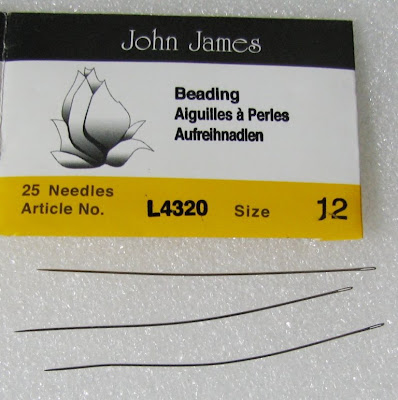 John James
Beading
Aiguilles à Perles
Aufreihnadlen
25 Needles
Article No. L4320 Size 12